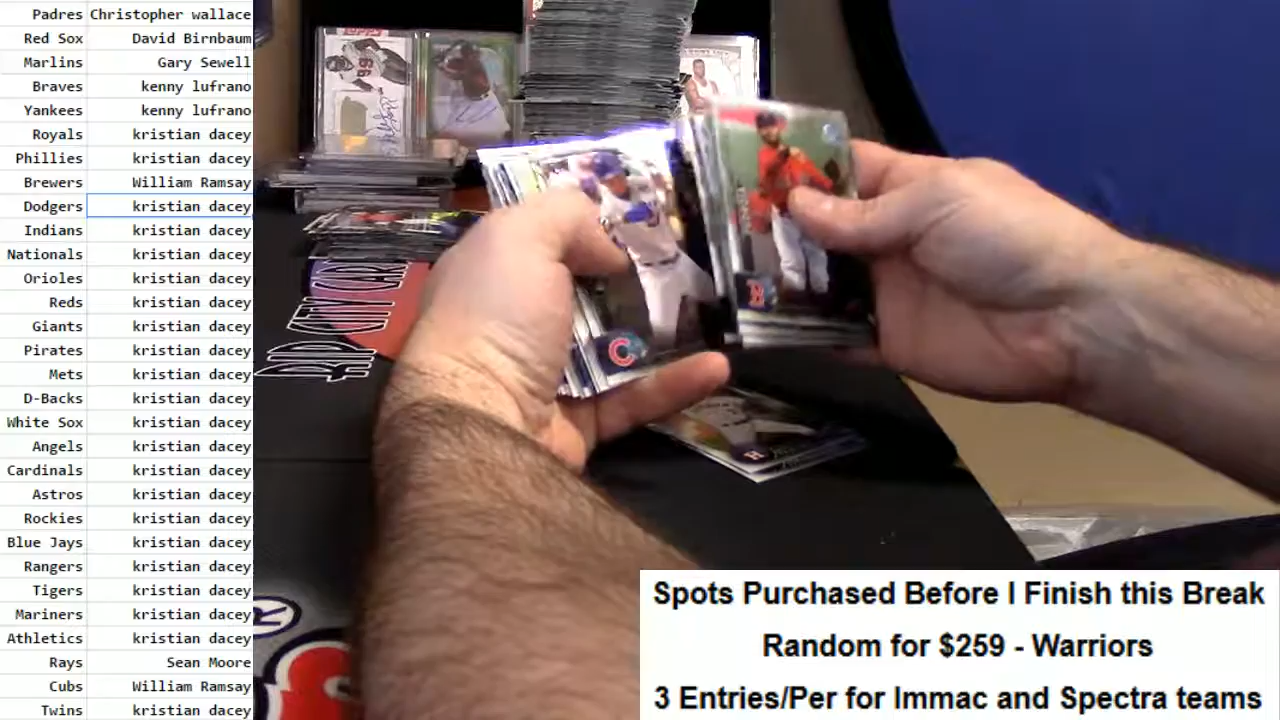 Padres Christopher wallace
Red Sox David Birnbaum
Marlins Gary Sewell
Braves kenny lufrano
Yankees kenny lufrano
Royals kristian dacey
Phillies kristian dacey
Brewers William Ramsay
Dodgers kristian dacey
Indians kristian dacey
Nationals kristian dacey
Orioles kristian dacey
Reds kristian dacey
Giants kristian dacey
Pirates kristian dacey
Mets kristian dacey
D-Backs kristian dacey
White Sox kristian dacey
Angels kristian dacey
Cardinals kristian dacey
Astros kristian dacey
Rockies kristian dacey
Blue Jays kristian dacey
Rangers kristian dacey
Tigers kristian dacey
Mariners kristian dacey
Athletics kristian dacey
Rays Sean Moore
Cubs William Ramsay
Twins kristian dacey
TOPPS
99
RIP CITY CAR
C
B
H
Spots Purchased Before I Finish this Break
Random for $259 - Warriors
3 Entries/Per for Immac and Spectra teams